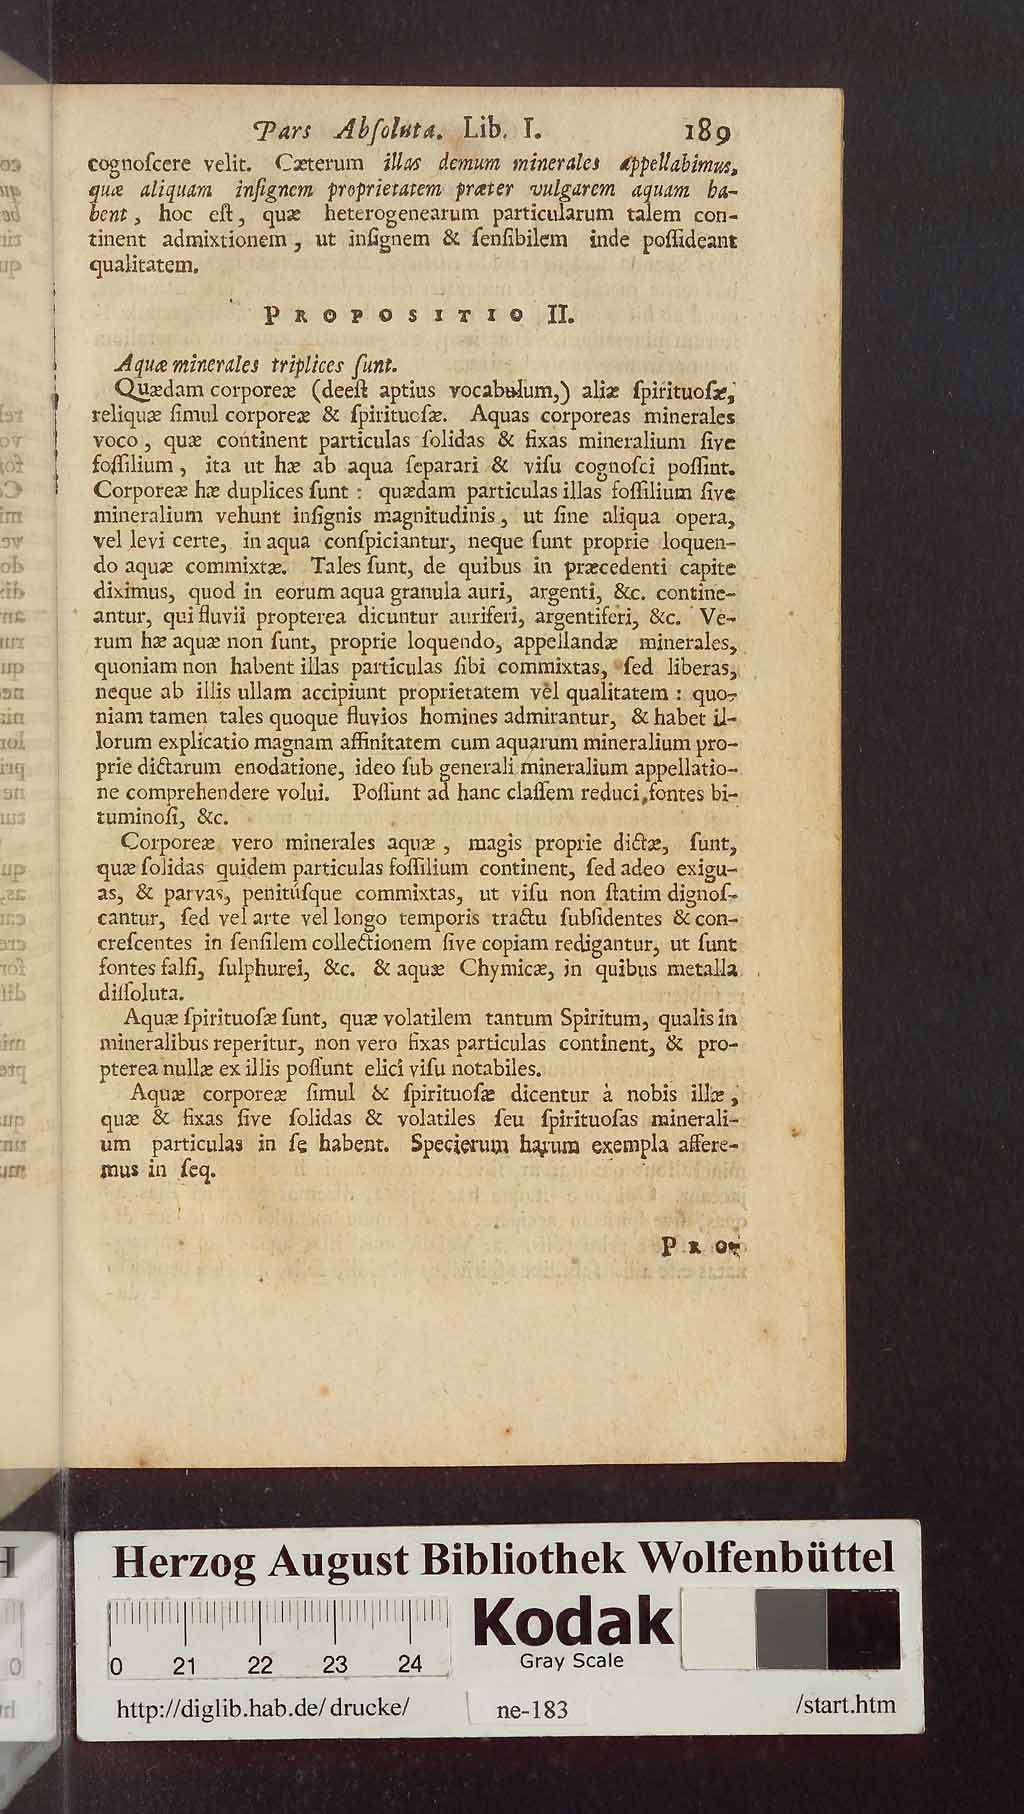 Pars Abſoluta. Lib. I. 189
cognoſcere velit. Cæterum illas demum minerales appellabimus,
quæ aliquam inſignem proprietatem præter vulgarem aquam ha-
bent, hoc eſt, quæ heterogenearum particularum talem con-
tinent admixtionem, ut inſignem & ſenſibilem inde poſſideant
qualitatem.
PROPOSITIO II.
Aquæ minerales triplices ſunt.
Quædam corporeæ (deeſt aptius vocabulum,) aliæ ſpirituoſæ,
reliquæ ſimul corporeæ & ſpirituoſæ. Aquas corporeas minerales
voco, quæ continent particulas ſolidas & fixas mineralium ſive
foſſilium, ita ut hæ ab aqua ſeparari & viſu cognoſci poſſint.
Corporeæ hæ duplices ſunt: quædam particulas illas foſſilium ſive
mineralium vehunt inſignis magnitudinis, ut ſine aliqua opera,
vel levi certe, in aqua conſpiciantur, neque ſunt proprie loquen-
do aquæ commixtæ. Tales ſunt, de quibus in præcedenti capite
diximus, quod in eorum aqua granula auri, argenti, &c. contine-
antur, qui fluvii propterea dicuntur auriferi, argentiferi, &c. Ve-
rum hæ aquæ non ſunt, proprie loquendo, appellandæ minerales,
quoniam non habent illas particulas ſibi commixtas, ſed liberas,
neque ab illis ullam accipiunt proprietatem vel qualitatem: quo-
niam tamen tales quoque fluvios homines admirantur, & habet il-
lorum explicatio magnam affinitatem cum aquarum mineralium pro-
prie dictarum enodatione, ideo ſub generali mineralium appellatio-
ne comprehendere volui. Poſſunt ad hanc claſſem reduci fontes bi-
tuminoſi, &c.
Corporeæ vero minerales aquæ, magis proprie dictæ, ſunt,
quæ ſolidas quidem particulas foſſilium continent, ſed adeo exigu-
as, & parvas, penitúſque commixtas, ut viſu non ſtatim dignoſ-
cantur, ſed vel arte vel longo temporis tractu ſubſidentes & con-
creſcentes in ſenſilem collectionem ſive copiam redigantur, ut ſunt
fontes ſalſi, ſulphurei, &c. & aquæ Chymicæ, in quibus metalla
diſſoluta.
Aquæ ſpirituoſæ ſunt, quæ volatilem tantum Spiritum, qualis in
mineralibus reperitur, non vero fixas particulas continent, & pro-
pterea nullæ ex illis poſſunt elici viſu notabiles.
Aquæ corporeæ ſimul & ſpirituoſæ dicentur à nobis illæ,
quæ & fixas ſive ſolidas & volatiles ſeu ſpirituoſas minerali-
um particulas in ſe habent. Specierum harum exempla affere-
mus in ſeq.
PRO-
Herzog August Bibliothek Wolfenbüttel
0 21 22 23 24
Kodak
Gray Scale
http://diglib.hab.de/drucke/ ne-183 /start.htm